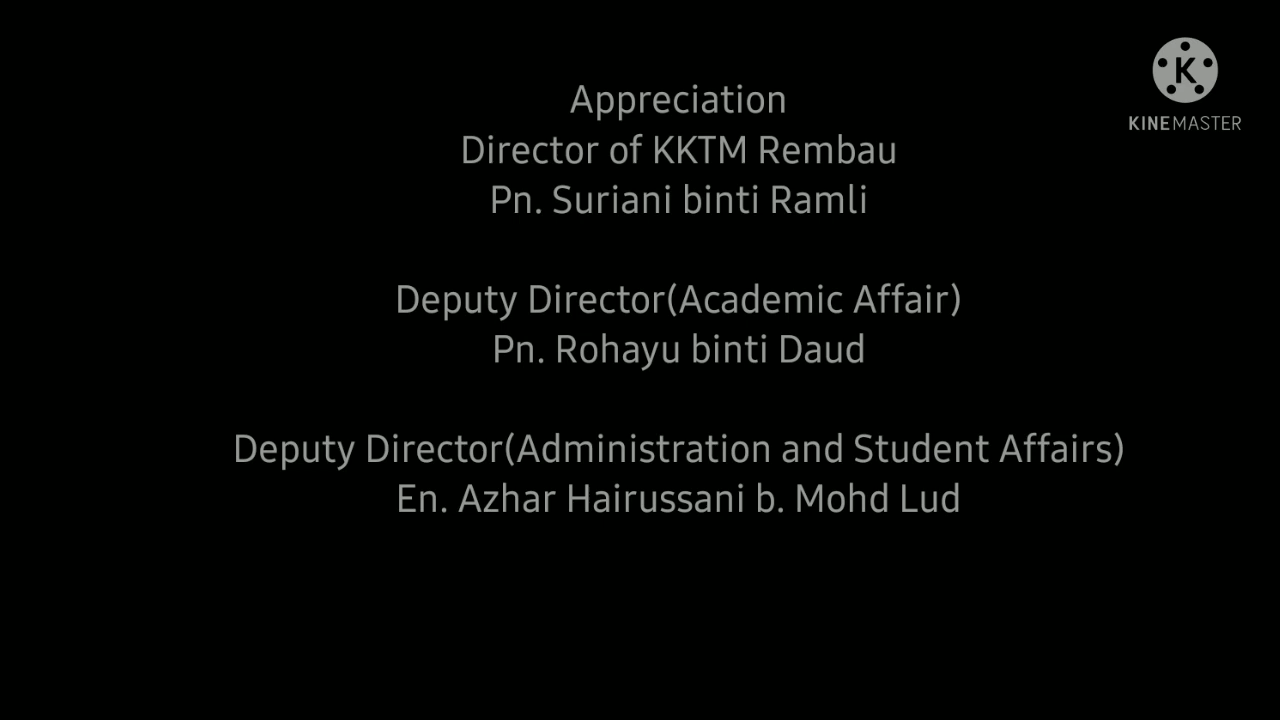 Appreciation
Director of KKTM Rembau
Pn. Suriani binti Ramli
Deputy Director(Academic Affair)
Pn. Rohayu binti Daud
Deputy Director(Administration and Student Affairs)
En. Azhar Hairussani b. Mohd Lud
K
KINEMASTER